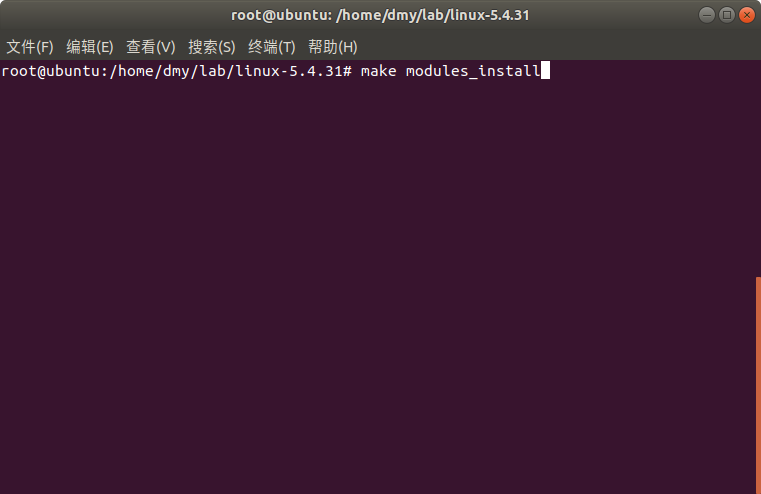 root@ubuntu: /home/dmy/lab/linux-5.4.31
文件(F) 编辑(E) 查看(V) 搜索(S) 终端(T) 帮助(H)
root@ubuntu:/home/dmy/lab/linux-5.4.31# make modules_install